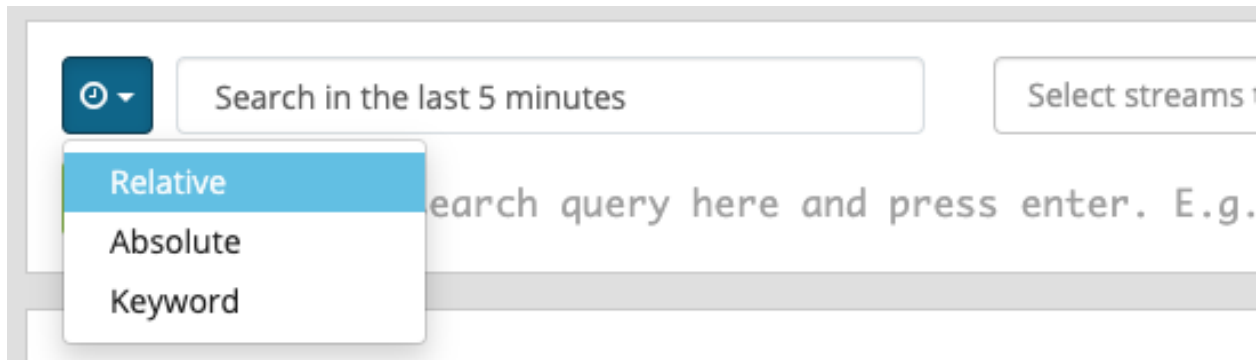 Search in the last 5 minutes
Select streams
Relative
earch query here and press enter. E.g.
Absolute
Keyword